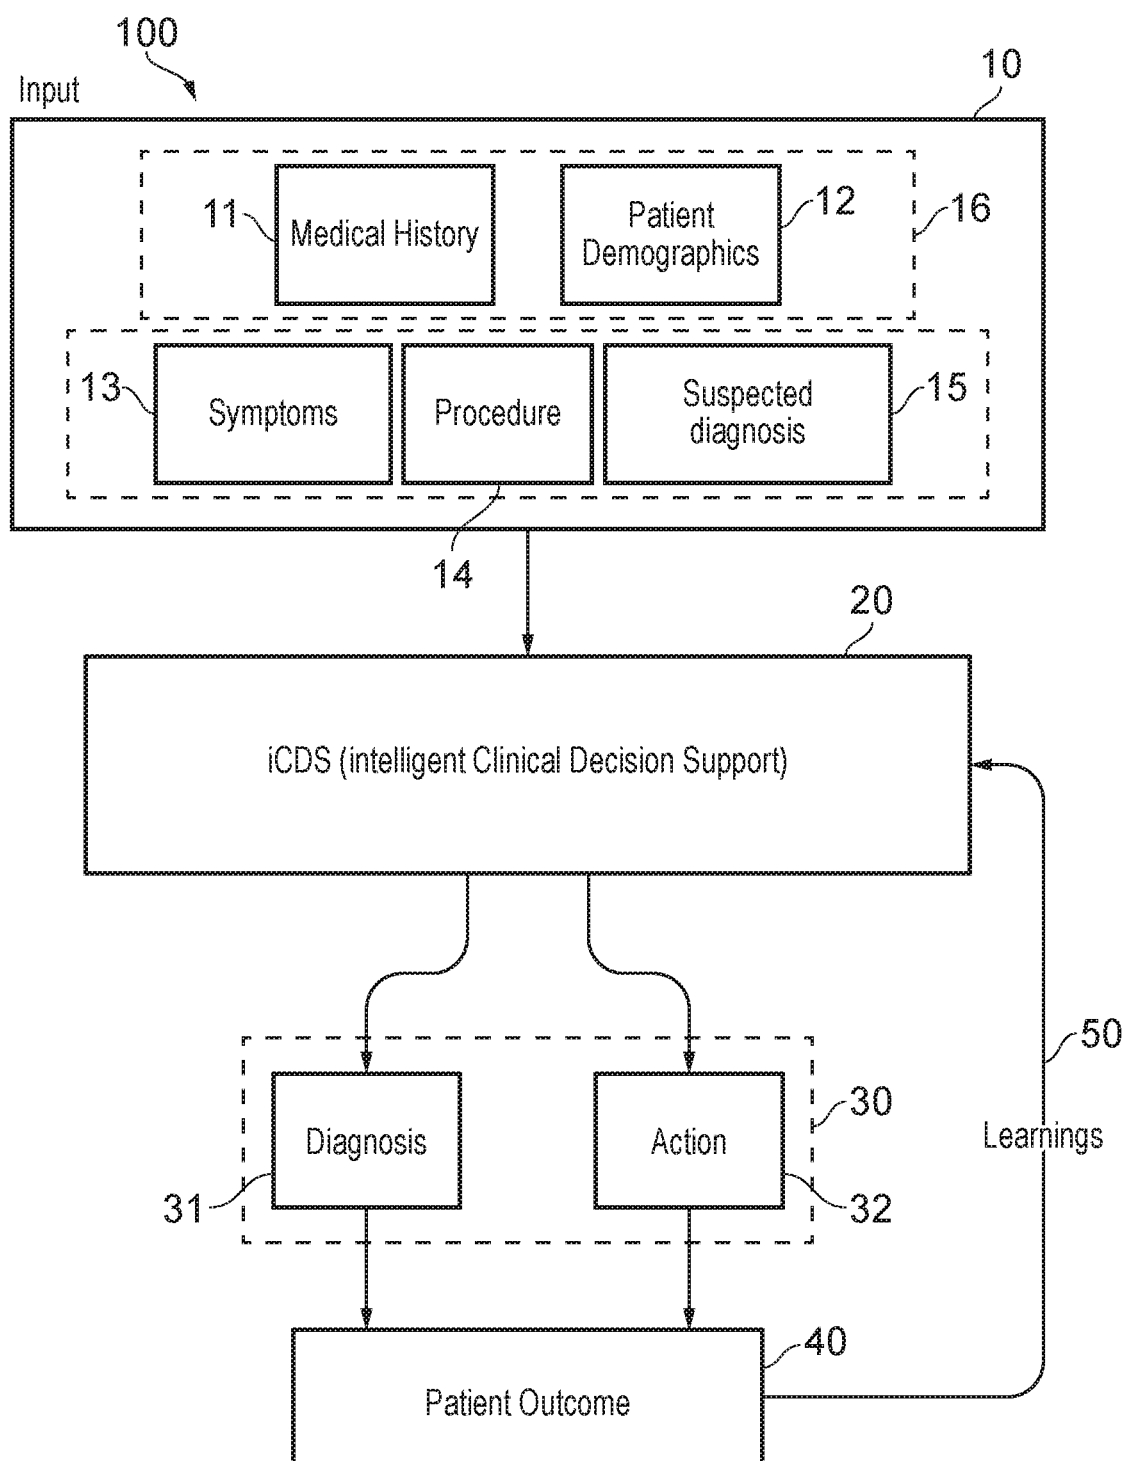 100
Input
10
11
Medical History
Patient
Demographics
12
16
13
Symptoms
Procedure
Suspected
diagnosis
15
14
20
iCDS (intelligent Clinical Decision Support)
50
30
Diagnosis
Action
Learnings
31
32
40
Patient Outcome